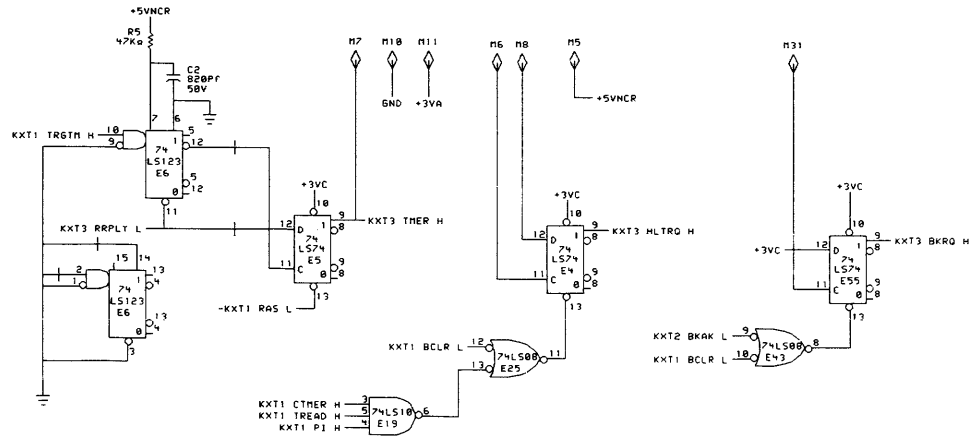 +5VNCR
R5
47KΩ
C2
820Pf
50V
7
6
KXT1 TRGTM H
10
9
1
5
12
74
LS123
E6
5
12
0
11
KXT3 RRPLY L
15
14
2
1
1
13
4
74
LS123
E6
13
4
0
3
M7
M10
M11
GND
+3VA
+3VC
10
12
D
1
9
8
KXT3 TMER H
74
LS74
E5
11
C
0
9
8
13
-KXT1 RAS L
M6
M8
M5
+5VNCR
+3VC
10
12
D
1
9
8
KXT3 HLTRQ H
74
LS74
E4
11
C
0
9
8
13
KXT1 BCLR L
12
13
74LS08
E25
11
KXT1 CTMER H
3
KXT1 TREAD H
5
KXT1 PI H
4
74LS10
E19
6
M31
+3VC
10
+3VC
12
D
1
9
8
KXT3 BKRQ H
74
LS74
E55
11
C
0
9
8
13
KXT2 BKAK L
9
KXT1 BCLR L
10
74LS08
E43
8